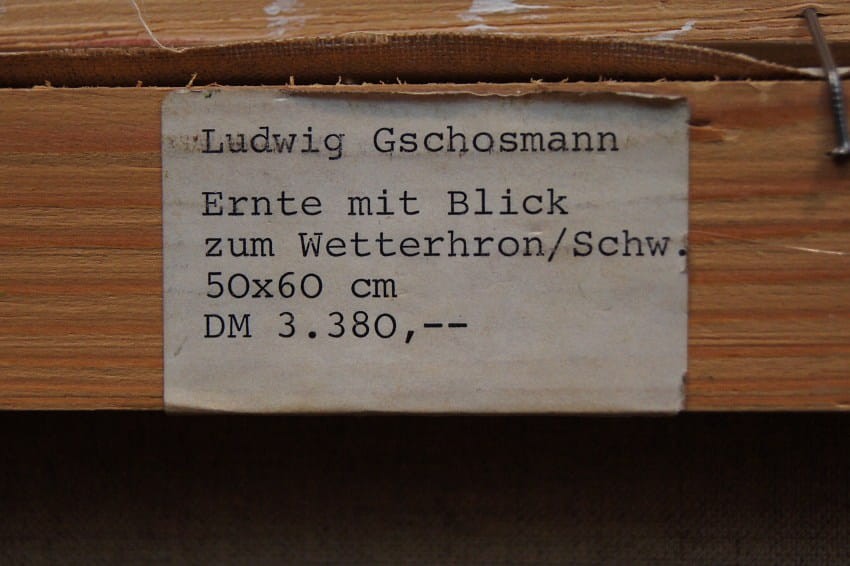 Ludwig Gschosmann
Ernte mit Blick
zum Wetterhron/Schw.
50x60 cm
DM 3.380,--